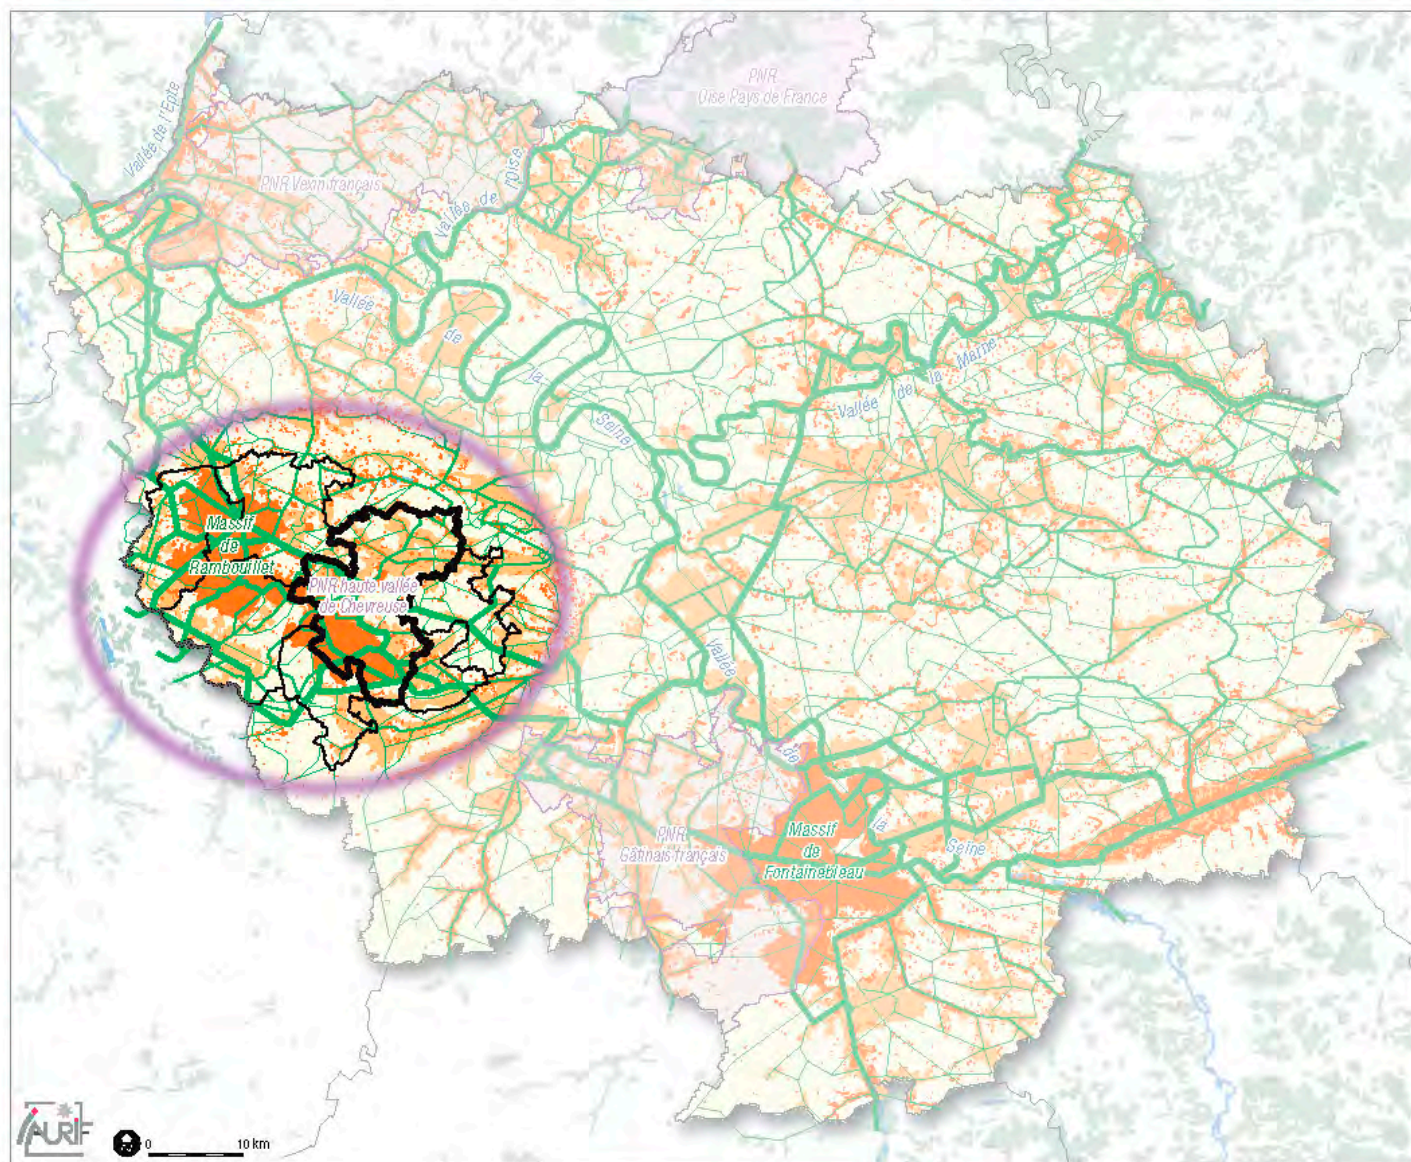 PNR
Oise Pays de France
Vallée de l'Epte
PNR Vexin français
Vallée de l'Oise
Vallée
de
la
Seine
Vallée de la Marne
Massif
de
Rambouillet
PNR haute vallée
de Chevreuse
Vallée
de
la
Seine
PNR
Gâtinais français
Massif
de
Fontainebleau
IAURIF
0
10 km